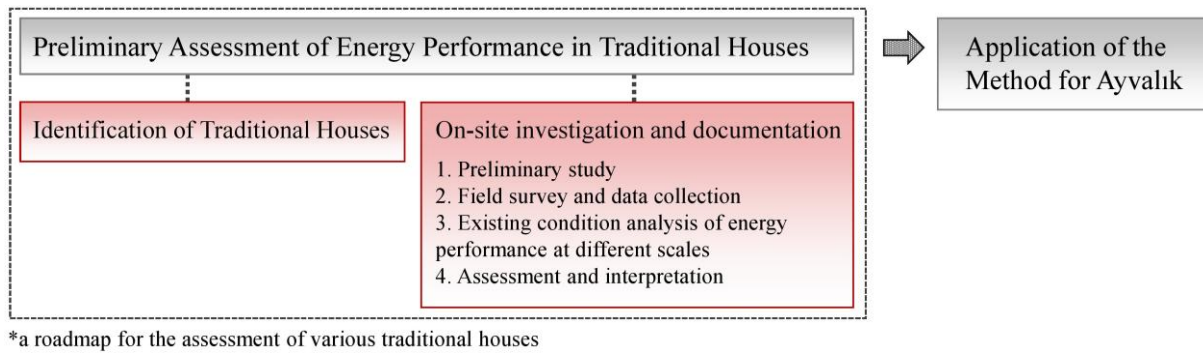 Preliminary Assessment of Energy Performance in Traditional Houses
Application of the
Method for Ayvalık
Identification of Traditional Houses
On-site investigation and documentation
1. Preliminary study
2. Field survey and data collection
3. Existing condition analysis of energy
performance at different scales
4. Assessment and interpretation
*a roadmap for the assessment of various traditional houses